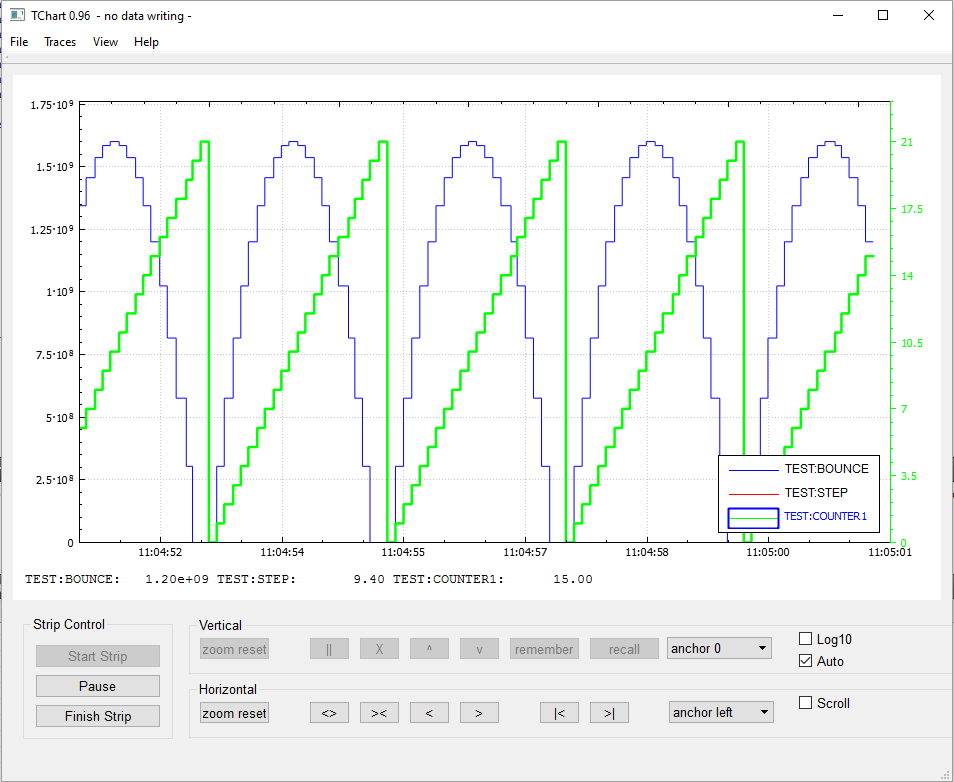 TChart 0.96 - no data writing -
File Traces View Help
1.75·10⁹
1.5·10⁹
1.25·10⁹
1·10⁹
7.5·10⁸
5·10⁸
2.5·10⁸
0
21
17.5
14
10.5
7
3.5
0
TEST:BOUNCE
TEST:STEP
TEST:COUNTER1
11:04:52 11:04:54 11:04:55 11:04:57 11:04:58 11:05:00 11:05:01
TEST:BOUNCE: 1.20e+09 TEST:STEP: 9.40 TEST:COUNTER1: 15.00
Strip Control
Start Strip
Pause
Finish Strip
Vertical
zoom reset || X ^ v remember recall anchor 0
Log10
Auto
Horizontal
zoom reset <> >< < > |< >| anchor left
Scroll